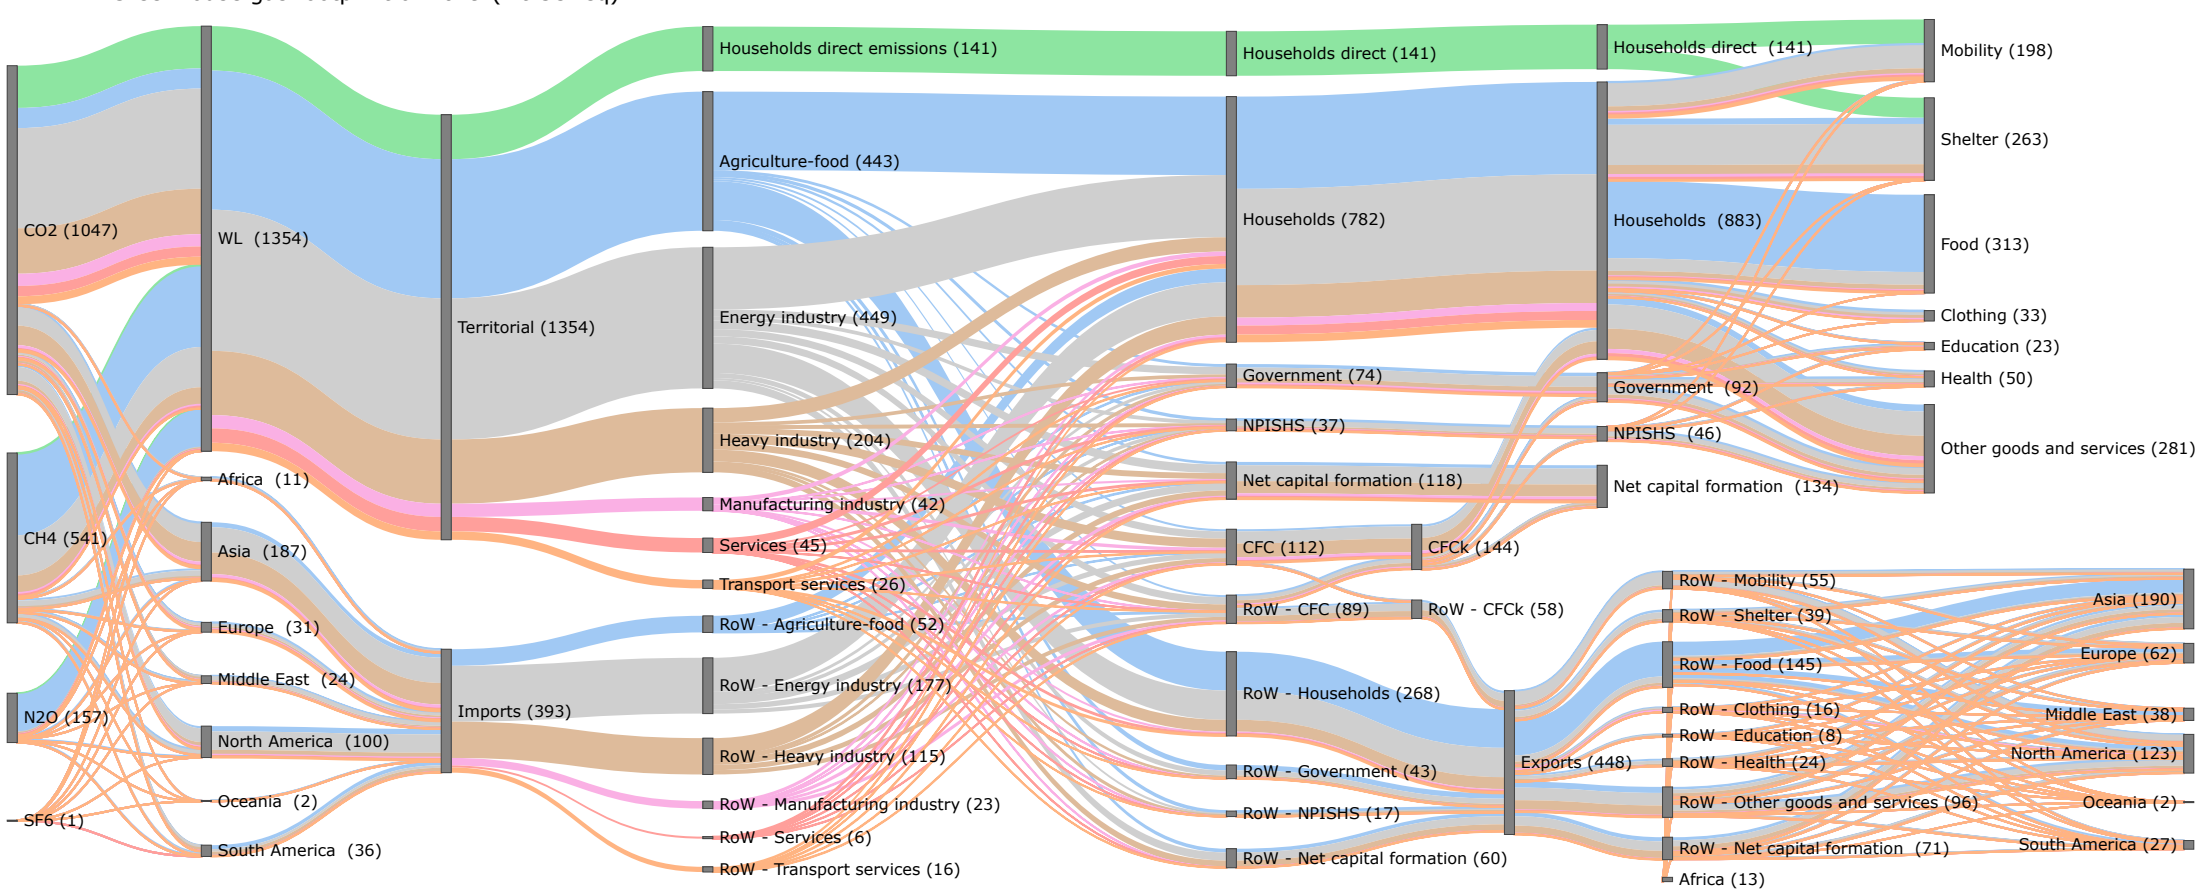 CO2 (1047)
CH4 (541)
N2O (157)
SF6 (1)
WL (1354)
Africa (11)
Asia (187)
Europe (31)
Middle East (24)
North America (100)
Oceania (2)
South America (36)
Territorial (1354)
Imports (393)
Households direct emissions (141)
Agriculture-food (443)
Energy industry (449)
Heavy industry (204)
Manufacturing industry (42)
Services (45)
Transport services (26)
RoW - Agriculture-food (52)
RoW - Energy industry (177)
RoW - Heavy industry (115)
RoW - Manufacturing industry (23)
RoW - Services (6)
RoW - Transport services (16)
Households direct (141)
Households (782)
Government (74)
NPISHS (37)
Net capital formation (118)
CFC (112)
RoW - CFC (89)
RoW - Households (268)
RoW - Government (43)
RoW - NPISHS (17)
RoW - Net capital formation (60)
CFCk (144)
RoW - CFCk (58)
Exports (448)
Households direct (141)
Households (883)
Government (92)
NPISHS (46)
Net capital formation (134)
RoW - Mobility (55)
RoW - Shelter (39)
RoW - Food (145)
RoW - Clothing (16)
RoW - Education (8)
RoW - Health (24)
RoW - Other goods and services (96)
RoW - Net capital formation (71)
Africa (13)
Mobility (198)
Shelter (263)
Food (313)
Clothing (33)
Education (23)
Health (50)
Other goods and services (281)
Asia (190)
Europe (62)
Middle East (38)
North America (123)
Oceania (2)
South America (27)